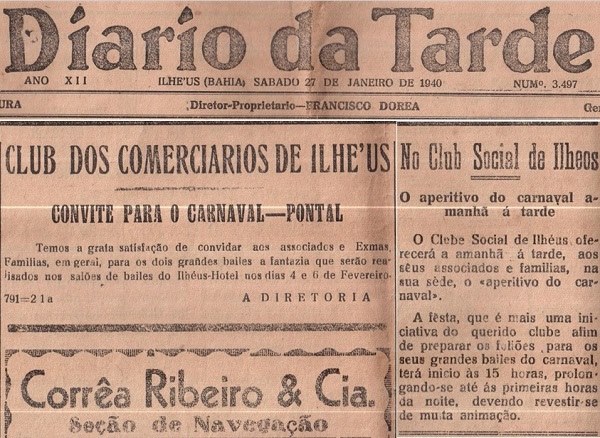 Diario da Tarde
ANO XII ILHE'US (BAHIA) SABADO 27 DE JANEIRO DE 1940 NUMº. 3.497
URA Diretor-Proprietario—FRANCISCO DOREA Ge
CLUB DOS COMERCIARIOS DE ILHE'US
CONVITE PARA O CARNAVAL—PONTAL
Temos a grata satisfação de convidar aos associados e Exmas.
Familias, em geral, para os dois grandes bailes a fantazia que serão rea-
isados nos salões de bailes do Ilhéus-Hotel nos dias 4 e 6 de Fevereiro-
791=21a A DIRETORIA
Corrêa Ribeiro & Cia.
Seção de Navegação
No Club Social de Ilheos
O aperitivo do carnaval a-
manhã á tarde
O Clube Social de Ilhéus, ofe-
recerá a amanhã á tarde, aos
seus associados e familias, na
sua séde, o «aperitivo do car-
naval».
A festa, que é mais uma ini-
ciativa do querido clube afim
de preparar os foliões para os
seus grandes bailes do carnaval,
terá inicio às 15 horas, prolon-
gando-se até ás primeiras horas
da noite, devendo revestir-se
de muita animação.